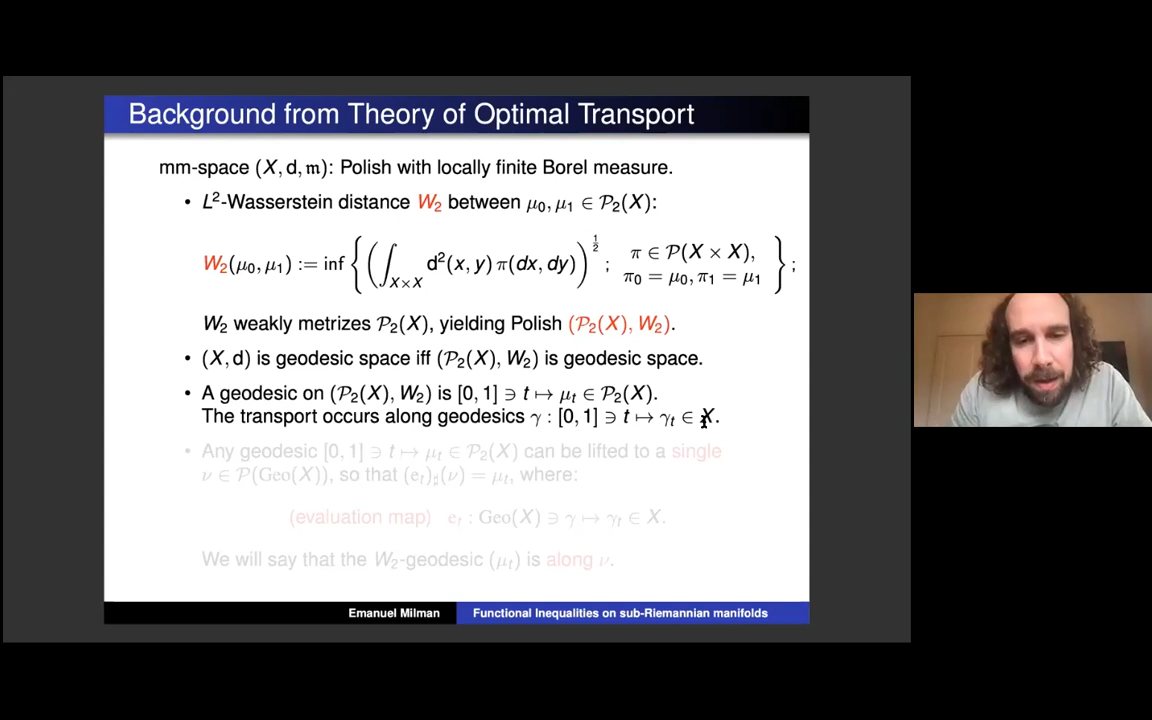 Background from Theory of Optimal Transport
mm-space (X, d, 𝔪): Polish with locally finite Borel measure.
• L²-Wasserstein distance W₂ between μ₀, μ₁ ∈ 𝒫₂(X):
W₂(μ₀, μ₁) := inf { ( ∫_{X×X} d²(x, y) π(dx, dy) )^{1/2} ; π ∈ 𝒫(X × X), π₀ = μ₀, π₁ = μ₁ } ;
W₂ weakly metrizes 𝒫₂(X), yielding Polish (𝒫₂(X), W₂).
• (X, d) is geodesic space iff (𝒫₂(X), W₂) is geodesic space.
• A geodesic on (𝒫₂(X), W₂) is [0, 1] ∋ t ↦ μₜ ∈ 𝒫₂(X).
The transport occurs along geodesics γ : [0, 1] ∋ t ↦ γₜ ∈ X.
• Any geodesic [0, 1] ∋ t ↦ μₜ ∈ 𝒫₂(X) can be lifted to a single
ν ∈ 𝒫(Geo(X)), so that (eₜ)♯(ν) = μₜ, where:
(evaluation map) eₜ : Geo(X) ∋ γ ↦ γₜ ∈ X.
We will say that the W₂-geodesic (μₜ) is along ν.
Emanuel Milman Functional Inequalities on sub-Riemannian manifolds